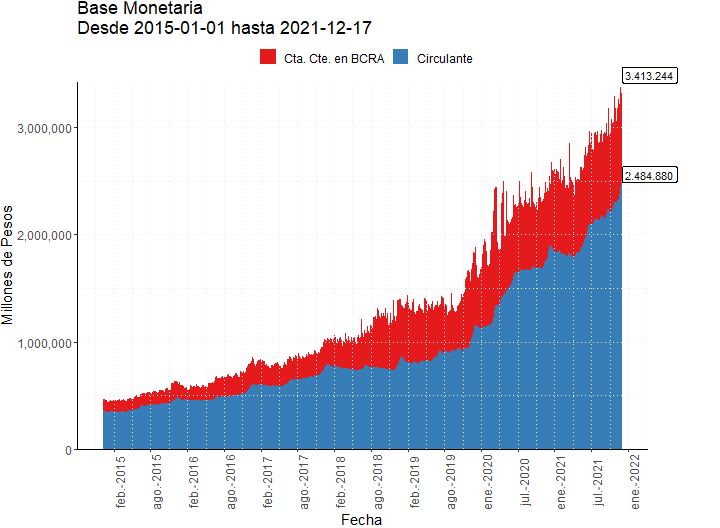 Base Monetaria
Desde 2015-01-01 hasta 2021-12-17
Cta. Cte. en BCRA
Circulante
3.413.244
2.484.880
3,000,000
2,000,000
1,000,000
0
Millones de Pesos
feb.-2015
ago.-2015
feb.-2016
ago.-2016
feb.-2017
ago.-2017
feb.-2018
ago.-2018
feb.-2019
ago.-2019
ene.-2020
jul.-2020
ene.-2021
jul.-2021
ene.-2022
Fecha